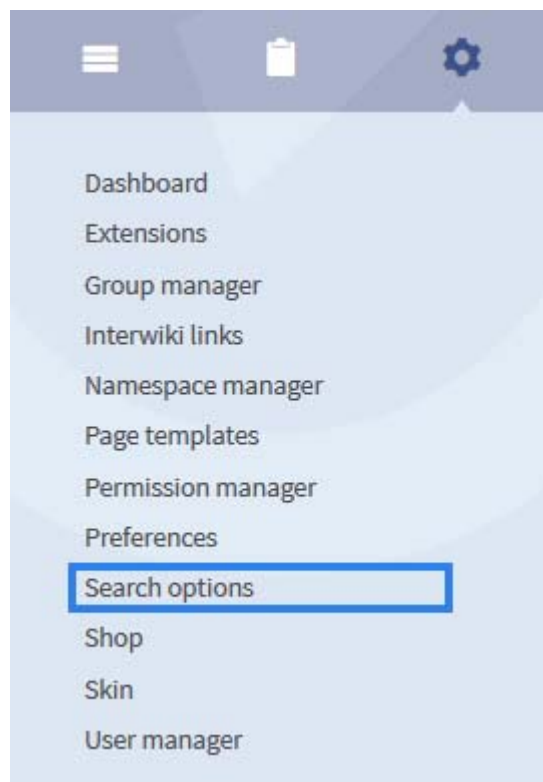 Dashboard
Extensions
Group manager
Interwiki links
Namespace manager
Page templates
Permission manager
Preferences
Search options
Shop
Skin
User manager